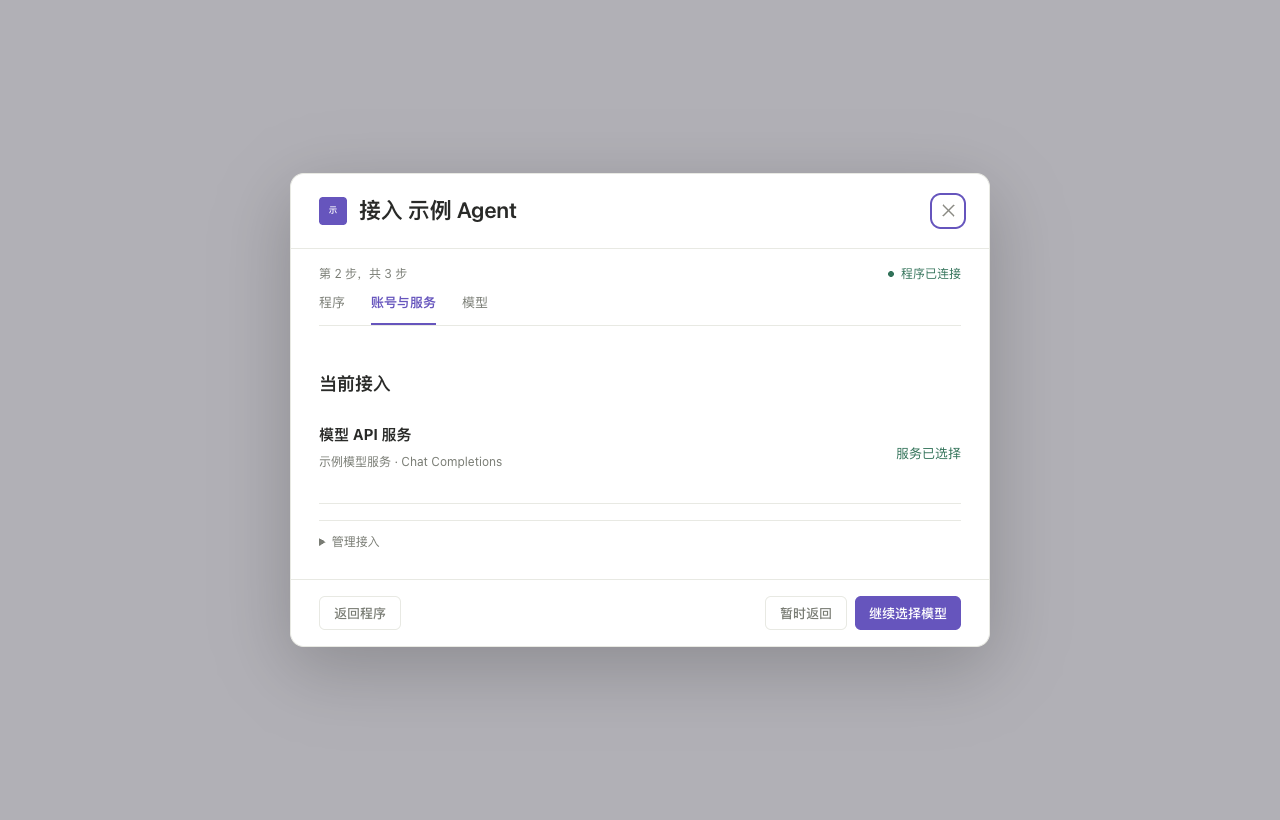 示
接入 示例 Agent
第 2 步，共 3 步
程序已连接
程序
账号与服务
模型
当前接入
模型 API 服务
示例模型服务 · Chat Completions
服务已选择
管理接入
返回程序
暂时返回
继续选择模型